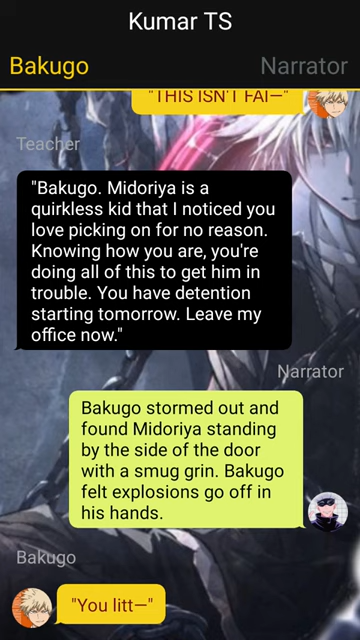 Kumar TS
Bakugo
Narrator
"THIS ISN'T FAI—"
Teacher
"Bakugo. Midoriya is a
quirkless kid that I noticed you
love picking on for no reason.
Knowing how you are, you're
doing all of this to get him in
trouble. You have detention
starting tomorrow. Leave my
office now."
Narrator
Bakugo stormed out and
found Midoriya standing
by the side of the door
with a smug grin. Bakugo
felt explosions go off in
his hands.
Bakugo
"You litt—"